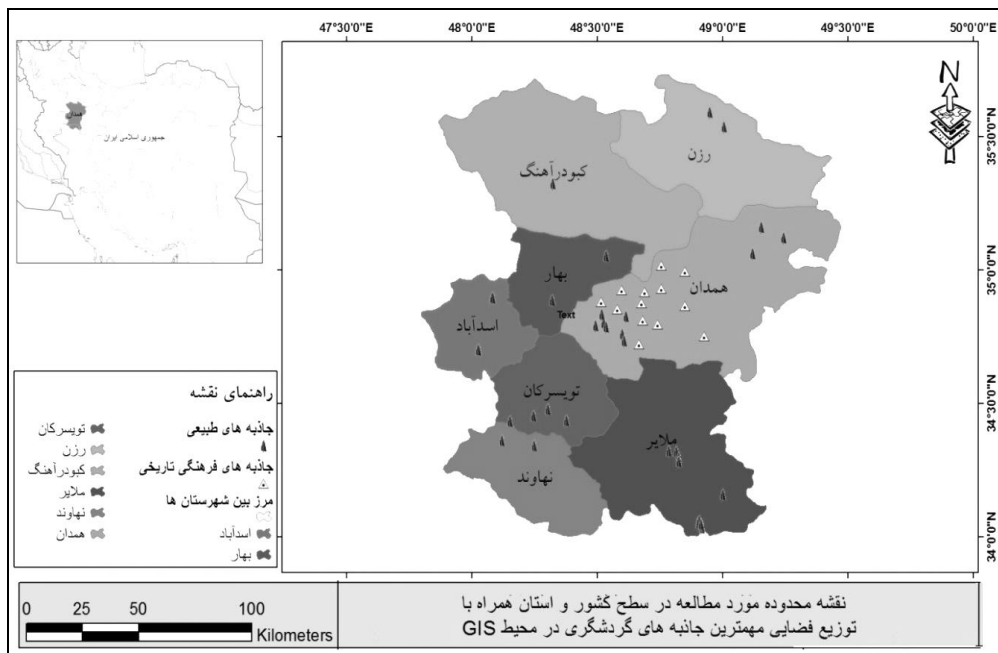 47°30'0"E 48°0'0"E 48°30'0"E 49°0'0"E 49°30'0"E 50°0'0"E
همدان
جمهوری اسلامی ایران
N
35°30'0"N
35°0'0"N
34°30'0"N
34°0'0"N
رزن
کبودرآهنگ
همدان
بهار
Text
اسدآباد
تویسرکان
ملایر
نهاوند
راهنمای نقشه
جاذبه های طبیعی
جاذبه های فرهنگی تاریخی
مرز بین شهرستان ها
اسدآباد
بهار
تویسرکان
رزن
کبودرآهنگ
ملایر
نهاوند
همدان
0 25 50 100
Kilometers
نقشه محدوده مورد مطالعه در سطح کشور و استان همراه با
توزیع فضایی مهمترین جاذبه های گردشگری در محیط GIS